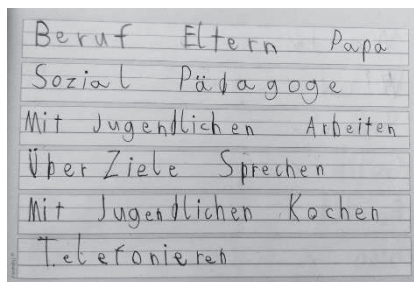 Beruf Eltern Papa
Sozial Pädagoge
Mit Jugendlichen Arbeiten
Über Ziele Sprechen
Mit Jugendlichen Kochen
Telefonieren